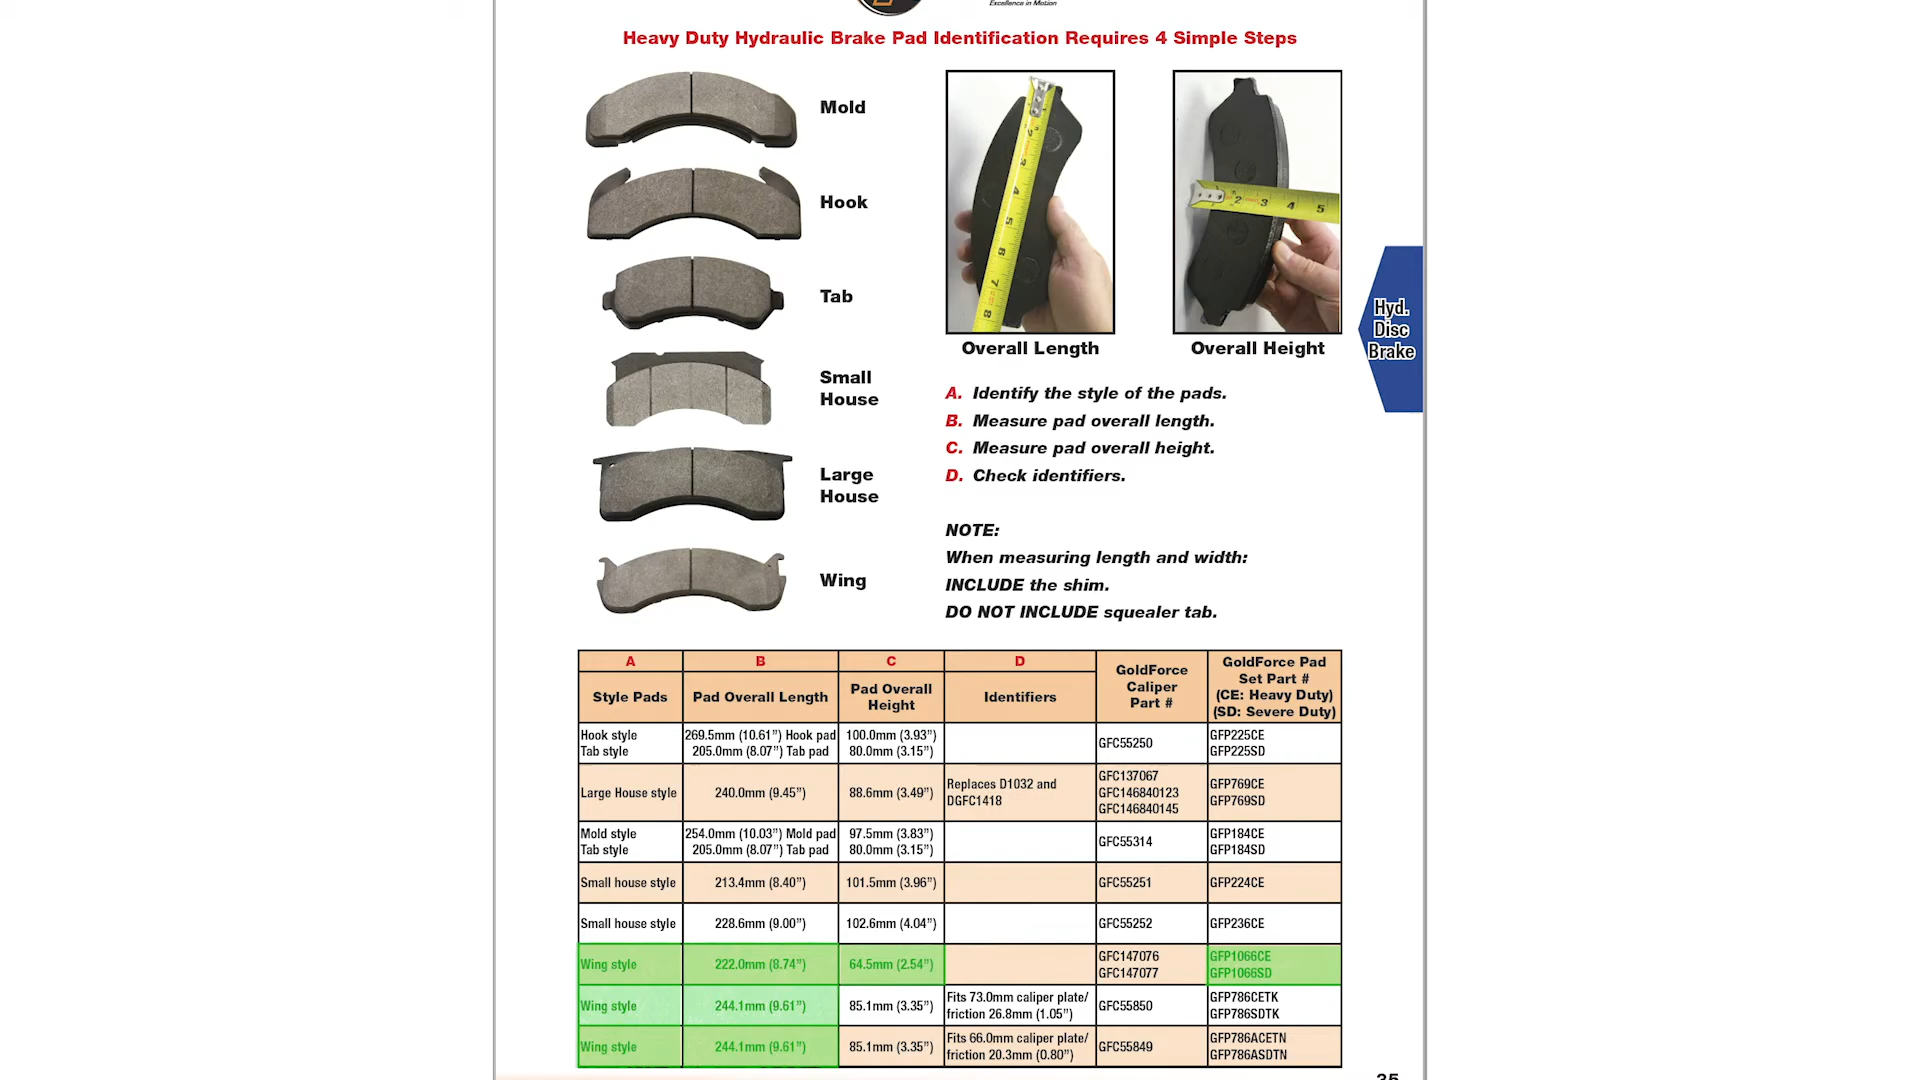 Excellence in Motion
Heavy Duty Hydraulic Brake Pad Identification Requires 4 Simple Steps
Mold
Hook
Tab
Small
House
Large
House
Wing
Overall Length
Overall Height
Hyd.
Disc
Brake
A. Identify the style of the pads.
B. Measure pad overall length.
C. Measure pad overall height.
D. Check identifiers.
NOTE:
When measuring length and width:
INCLUDE the shim.
DO NOT INCLUDE squealer tab.
A B C D GoldForce Caliper Part # GoldForce Pad Set Part # (CE: Heavy Duty) (SD: Severe Duty)
Style Pads Pad Overall Length Pad Overall Height Identifiers
Hook style 269.5mm (10.61”) Hook pad 100.0mm (3.93”) GFC55250 GFP225CE
Tab style 205.0mm (8.07”) Tab pad 80.0mm (3.15”) GFP225SD
Large House style 240.0mm (9.45”) 88.6mm (3.49”) Replaces D1032 and DGFC1418 GFC137067 GFC146840123 GFC146840145 GFP769CE GFP769SD
Mold style 254.0mm (10.03”) Mold pad 97.5mm (3.83”) GFC55314 GFP184CE
Tab style 205.0mm (8.07”) Tab pad 80.0mm (3.15”) GFP184SD
Small house style 213.4mm (8.40”) 101.5mm (3.96”) GFC55251 GFP224CE
Small house style 228.6mm (9.00”) 102.6mm (4.04”) GFC55252 GFP236CE
Wing style 222.0mm (8.74”) 64.5mm (2.54”) GFC147076 GFC147077 GFP1066CE GFP1066SD
Wing style 244.1mm (9.61”) 85.1mm (3.35”) Fits 73.0mm caliper plate/ friction 26.8mm (1.05”) GFC55850 GFP786CETK GFP786SDTK
Wing style 244.1mm (9.61”) 85.1mm (3.35”) Fits 66.0mm caliper plate/ friction 20.3mm (0.80”) GFC55849 GFP786ACETN GFP786ASDTN
35